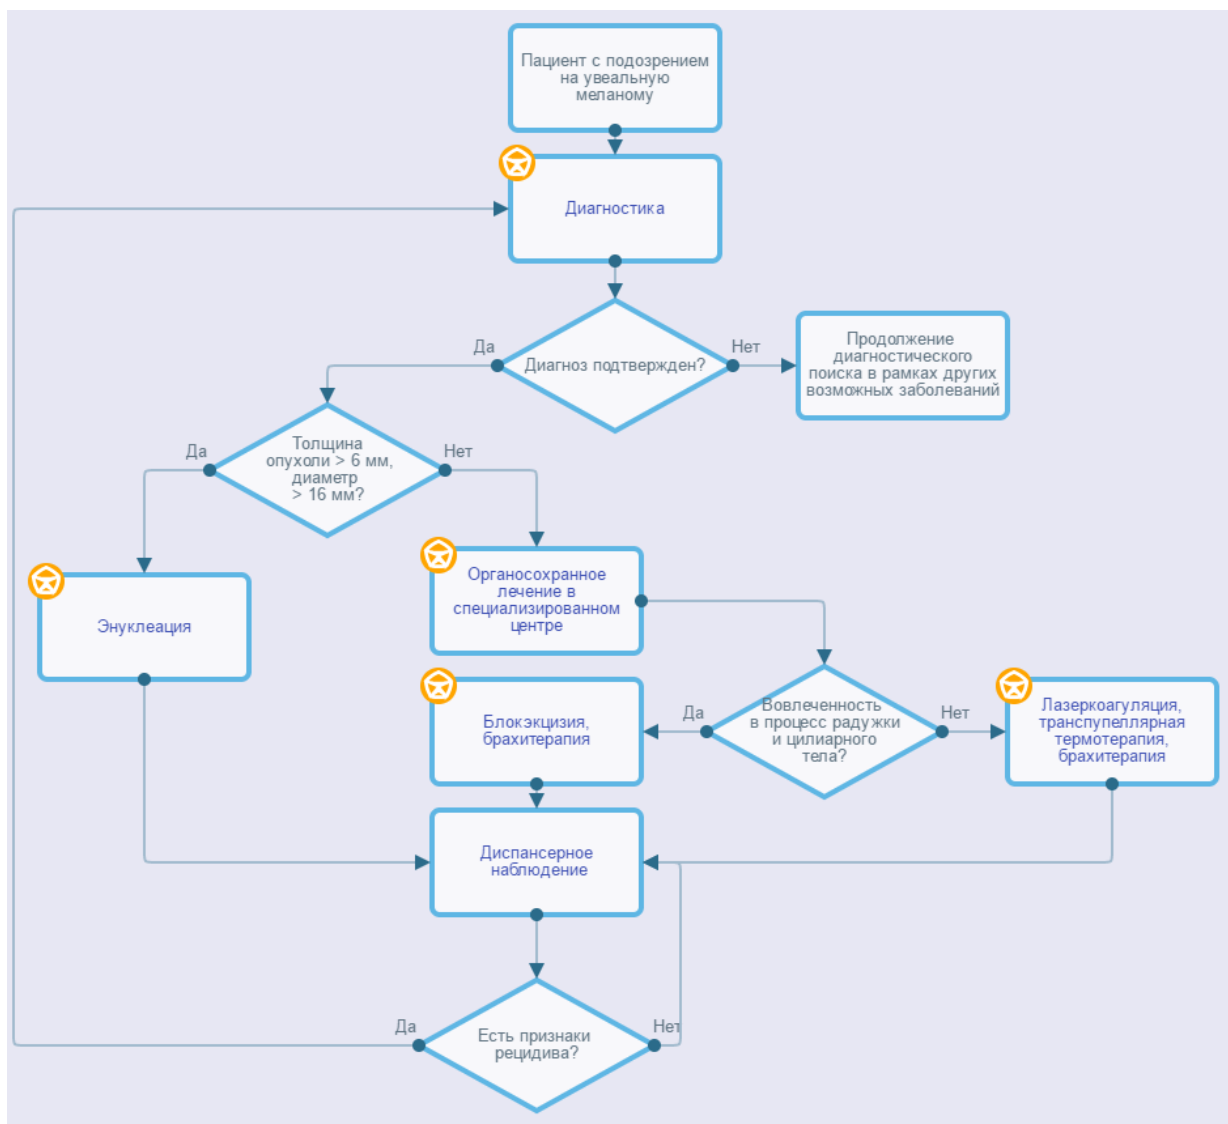 Пациент с подозрением
на увеальную
меланому
Диагностика
Диагноз подтвержден?
Да
Нет
Продолжение
диагностического
поиска в рамках других
возможных заболеваний
Толщина
опухоли > 6 мм,
диаметр
> 16 мм?
Да
Нет
Энуклеация
Органосохранное
лечение в
специализированном
центре
Вовлеченность
в процесс радужки
и цилиарного
тела?
Да
Нет
Блокэкцизия,
брахитерапия
Лазеркоагуляция,
транспупеллярная
термотерапия,
брахитерапия
Диспансерное
наблюдение
Есть признаки
рецидива?
Да
Нет